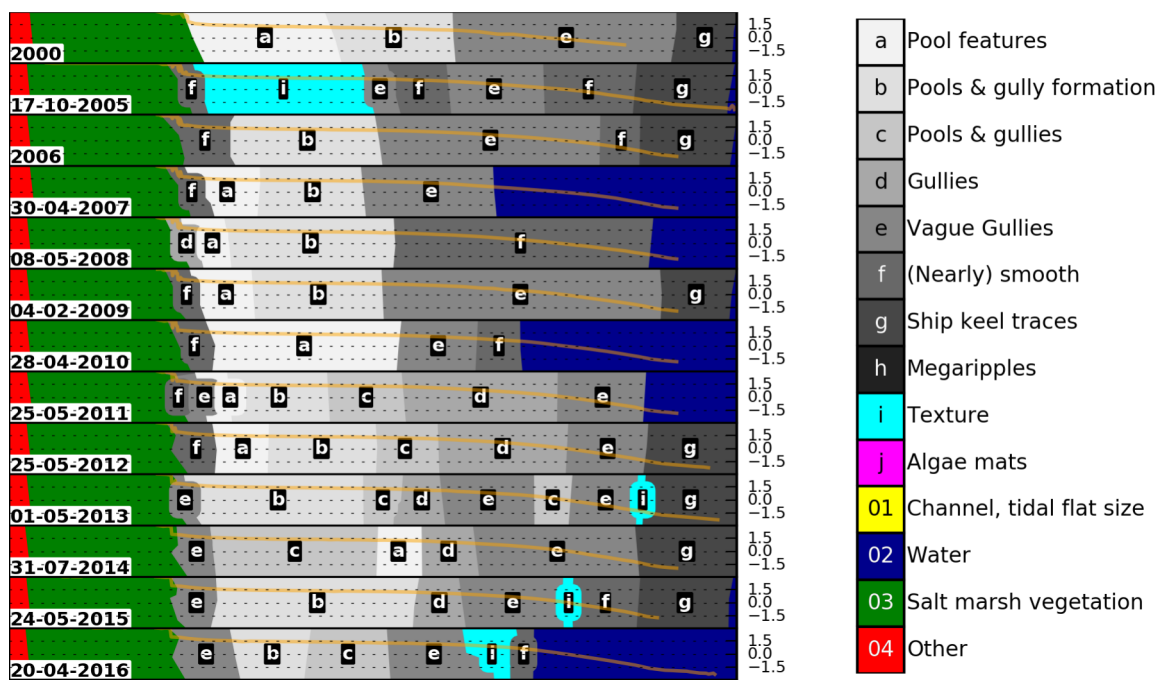 a b e g 1.5
0.0
2000 −1.5
f i e f e f g 1.5
0.0
17-10-2005 −1.5
f b e f g 1.5
0.0
2006 −1.5
f a b e 1.5
0.0
30-04-2007 −1.5
d a b f 1.5
0.0
08-05-2008 −1.5
f a b e g 1.5
0.0
04-02-2009 −1.5
f a e f 1.5
0.0
28-04-2010 −1.5
f e a b c d e 1.5
0.0
25-05-2011 −1.5
f a b c d e g 1.5
0.0
25-05-2012 −1.5
e b c d e c e i g 1.5
0.0
01-05-2013 −1.5
e c a d e g 1.5
0.0
31-07-2014 −1.5
e b d e i f g 1.5
0.0
24-05-2015 −1.5
e b c e i f 1.5
0.0
20-04-2016 −1.5
a Pool features
b Pools & gully formation
c Pools & gullies
d Gullies
e Vague Gullies
f (Nearly) smooth
g Ship keel traces
h Megaripples
i Texture
j Algae mats
01 Channel, tidal flat size
02 Water
03 Salt marsh vegetation
04 Other